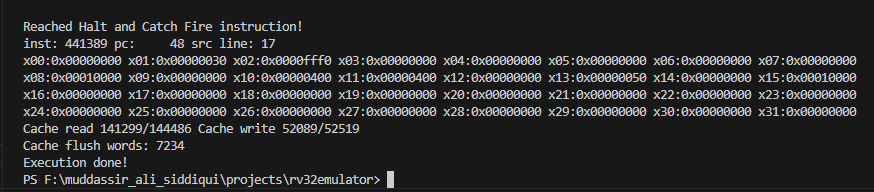 Reached Halt and Catch Fire instruction!
inst: 441389 pc:     48 src line: 17
x00:0x00000000 x01:0x00000030 x02:0x0000fff0 x03:0x00000000 x04:0x00000000 x05:0x00000000 x06:0x00000000 x07:0x00000000
x08:0x00010000 x09:0x00000000 x10:0x00000400 x11:0x00000400 x12:0x00000000 x13:0x00000050 x14:0x00000000 x15:0x00010000
x16:0x00000000 x17:0x00000000 x18:0x00000000 x19:0x00000000 x20:0x00000000 x21:0x00000000 x22:0x00000000 x23:0x00000000
x24:0x00000000 x25:0x00000000 x26:0x00000000 x27:0x00000000 x28:0x00000000 x29:0x00000000 x30:0x00000000 x31:0x00000000
Cache read 141299/144486 Cache write 52089/52519
Cache flush words: 7234
Execution done!
PS F:\muddassir_ali_siddiqui\projects\rv32emulator>